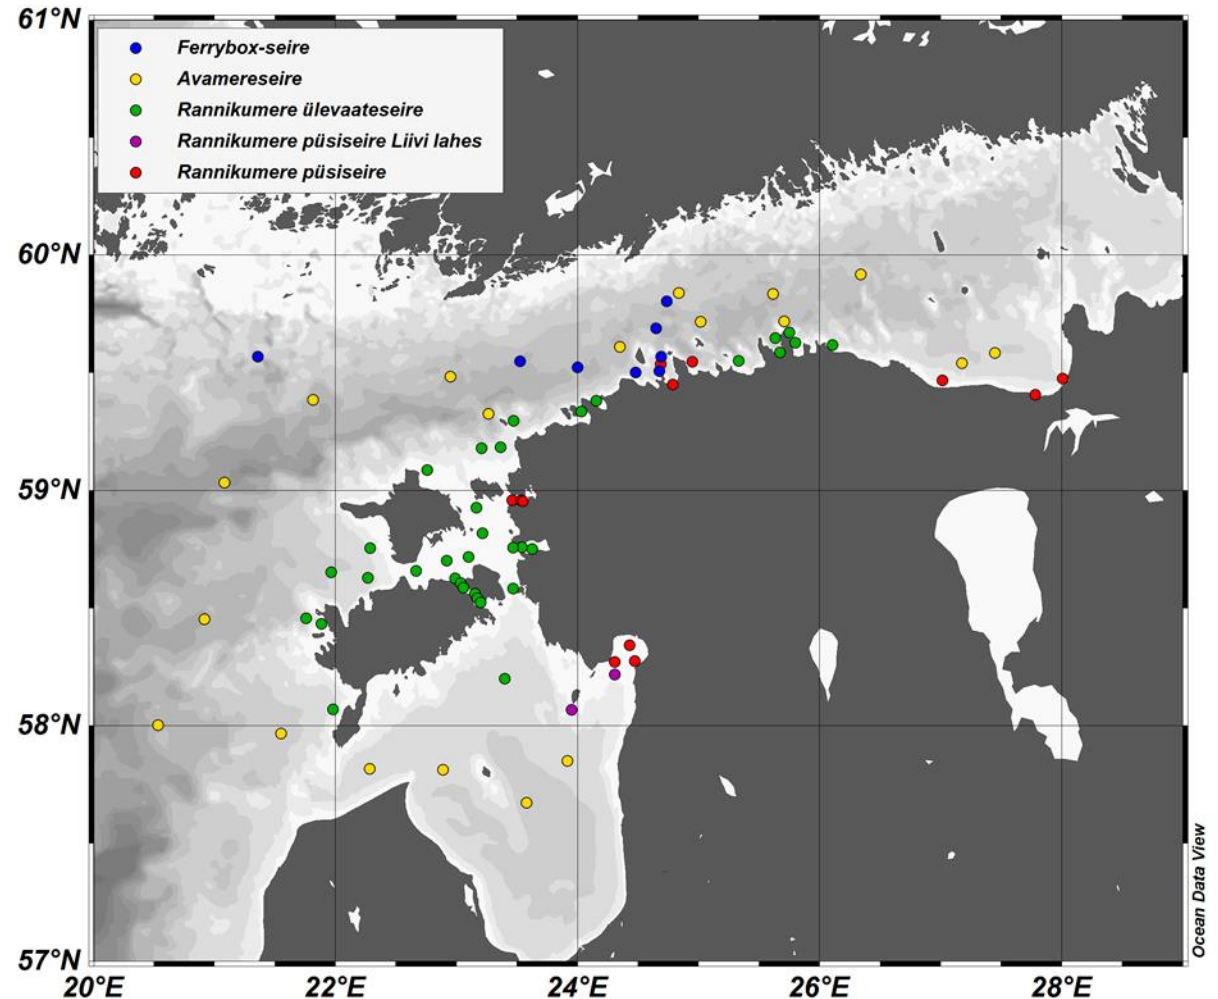 61°N
Ferrybox-seire
Avamereseire
Rannikumere ülevaateseire
Rannikumere püsiseire Liivi lahes
Rannikumere püsiseire
60°N
59°N
58°N
57°N
Ocean Data View
20°E 22°E 24°E 26°E 28°E